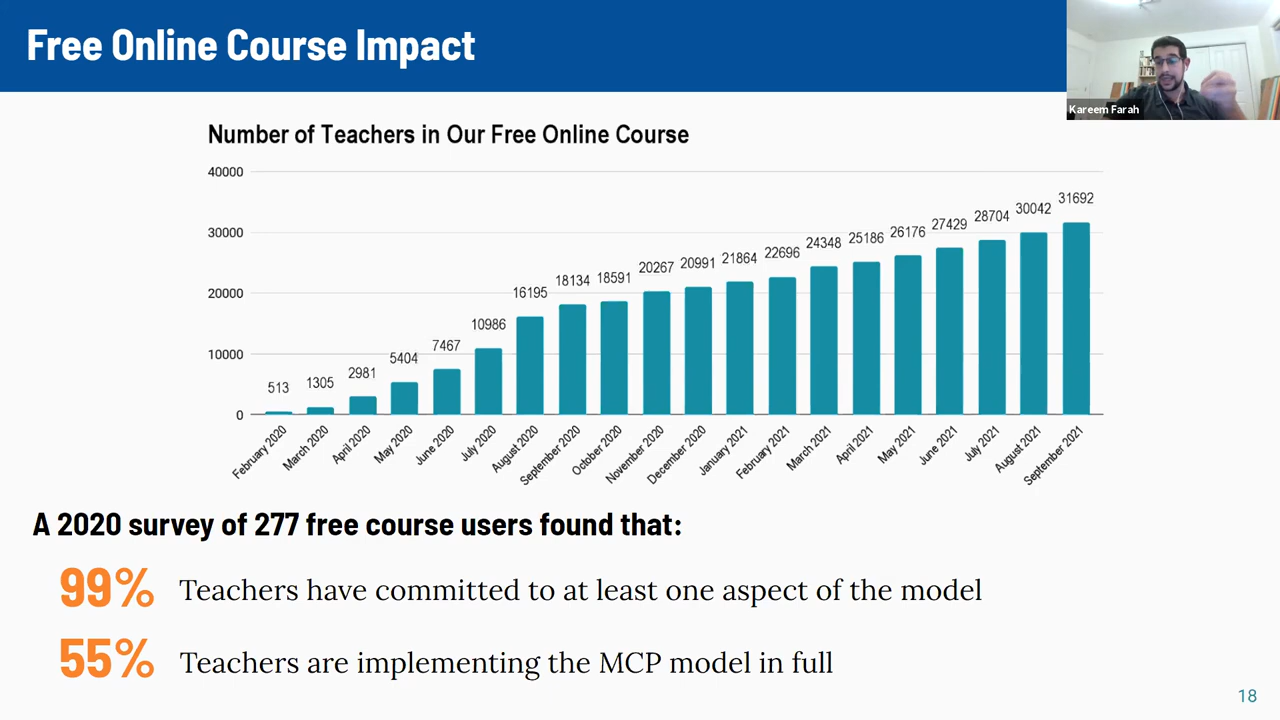 Free Online Course Impact
Kareem Farah
Number of Teachers in Our Free Online Course
40000
30000
20000
10000
0
513
1305
2981
5404
7467
10986
16195
18134
18591
20267
20991
21864
22696
24348
25186
26176
27429
28704
30042
31692
February 2020
March 2020
April 2020
May 2020
June 2020
July 2020
August 2020
September 2020
October 2020
November 2020
December 2020
January 2021
February 2021
March 2021
April 2021
May 2021
June 2021
July 2021
August 2021
September 2021
A 2020 survey of 277 free course users found that:
99% Teachers have committed to at least one aspect of the model
55% Teachers are implementing the MCP model in full
18